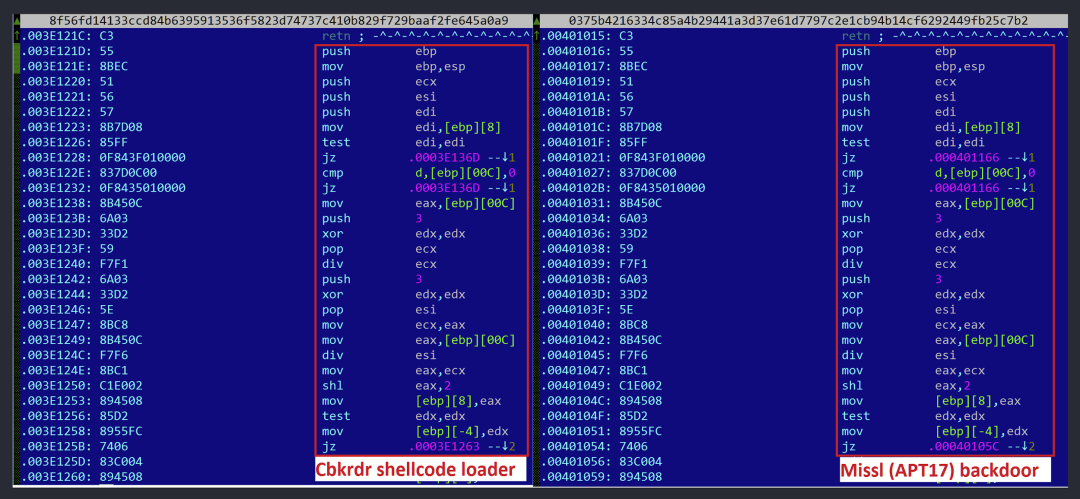 8f56fd14133ccd84b6395913536f5823d74737c410b829f729baaf2fe645a0a9
.003E121C: C3 retn ; -^-^-^-^-^-^-^-^-^-^-
.003E121D: 55 push ebp
.003E121E: 8BEC mov ebp,esp
.003E1220: 51 push ecx
.003E1221: 56 push esi
.003E1222: 57 push edi
.003E1223: 8B7D08 mov edi,[ebp][8]
.003E1226: 85FF test edi,edi
.003E1228: 0F843F010000 jz .0003E136D --↓1
.003E122E: 837D0C00 cmp d,[ebp][00C],0
.003E1232: 0F8435010000 jz .0003E136D --↓1
.003E1238: 8B450C mov eax,[ebp][00C]
.003E123B: 6A03 push 3
.003E123D: 33D2 xor edx,edx
.003E123F: 59 pop ecx
.003E1240: F7F1 div ecx
.003E1242: 6A03 push 3
.003E1244: 33D2 xor edx,edx
.003E1246: 5E pop esi
.003E1247: 8BC8 mov ecx,eax
.003E1249: 8B450C mov eax,[ebp][00C]
.003E124C: F7F6 div esi
.003E124E: 8BC1 mov eax,ecx
.003E1250: C1E002 shl eax,2
.003E1253: 894508 mov [ebp][8],eax
.003E1256: 85D2 test edx,edx
.003E1258: 8955FC mov [ebp][-4],edx
.003E125B: 7406 jz .0003E1263 --↓2
.003E125D: 83C004
.003E1260: 894508
Cbkrdr shellcode loader
0375b4216334c85a4b29441a3d37e61d7797c2e1cb94b14cf6292449fb25c7b2
.00401015: C3 retn ; -^-^-^-^-^-^-^-^-^-^-
.00401016: 55 push ebp
.00401017: 8BEC mov ebp,esp
.00401019: 51 push ecx
.0040101A: 56 push esi
.0040101B: 57 push edi
.0040101C: 8B7D08 mov edi,[ebp][8]
.0040101F: 85FF test edi,edi
.00401021: 0F843F010000 jz .000401166 --↓1
.00401027: 837D0C00 cmp d,[ebp][00C],0
.0040102B: 0F8435010000 jz .000401166 --↓1
.00401031: 8B450C mov eax,[ebp][00C]
.00401034: 6A03 push 3
.00401036: 33D2 xor edx,edx
.00401038: 59 pop ecx
.00401039: F7F1 div ecx
.0040103B: 6A03 push 3
.0040103D: 33D2 xor edx,edx
.0040103F: 5E pop esi
.00401040: 8BC8 mov ecx,eax
.00401042: 8B450C mov eax,[ebp][00C]
.00401045: F7F6 div esi
.00401047: 8BC1 mov eax,ecx
.00401049: C1E002 shl eax,2
.0040104C: 894508 mov [ebp][8],eax
.0040104F: 85D2 test edx,edx
.00401051: 8955FC mov [ebp][-4],edx
.00401054: 7406 jz .00040105C --↓2
.00401056: 83C004
.00401059: 894508
Missl (APT17) backdoor